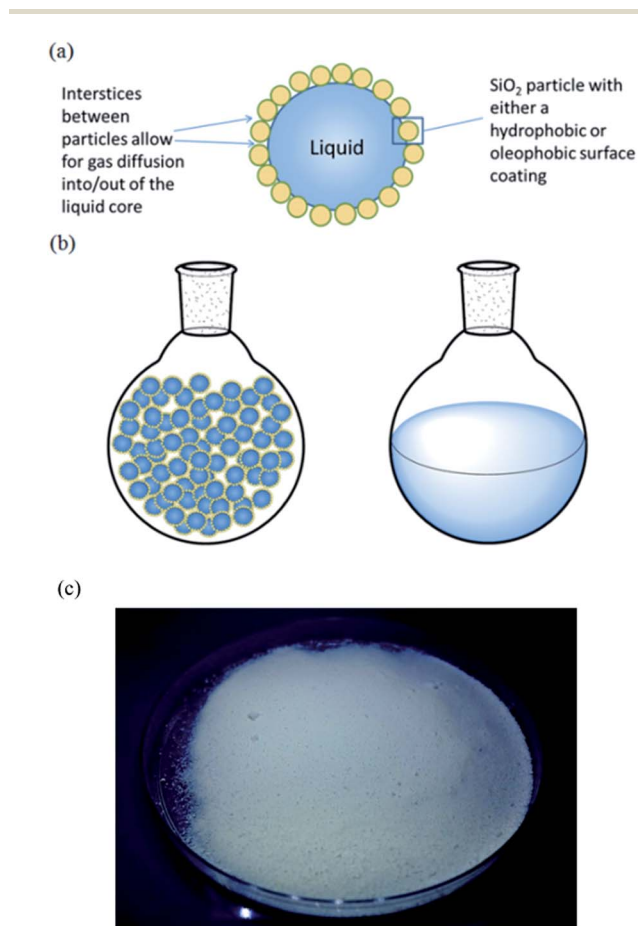 (a)
Interstices
between
particles allow
for gas diffusion
into/out of the
liquid core
Liquid
SiO₂ particle with
either a
hydrophobic or
oleophobic surface
coating
(b)
(c)